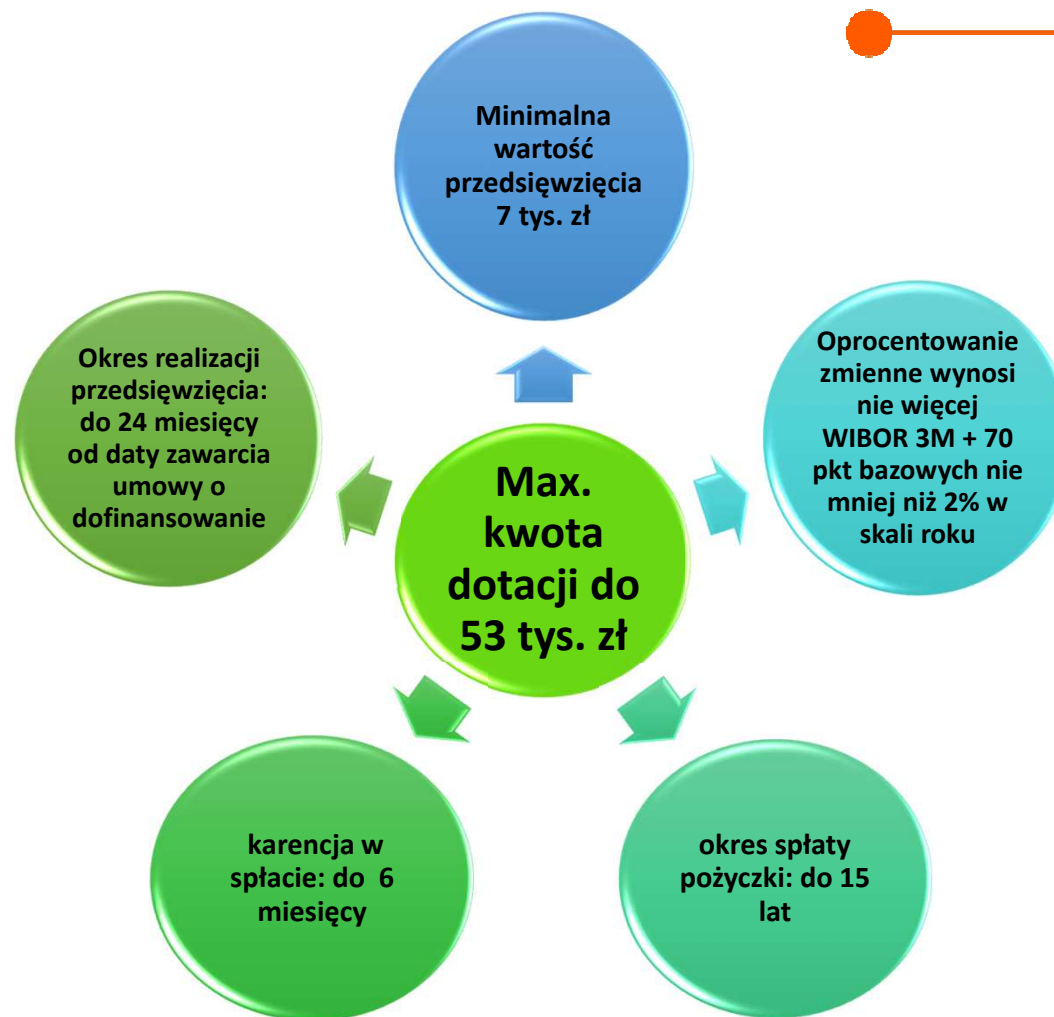 Minimalna
wartość
przedsięwzięcia
7 tys. zł
Okres realizacji
przedsięwzięcia:
do 24 miesięcy
od daty zawarcia
umowy o
dofinansowanie
Oprocentowanie
zmienne wynosi
nie więcej
WIBOR 3M + 70
pkt bazowych nie
mniej niż 2% w
skali roku
Max.
kwota
dotacji do
53 tys. zł
karencja w
spłacie: do 6
miesięcy
okres spłaty
pożyczki: do 15
lat